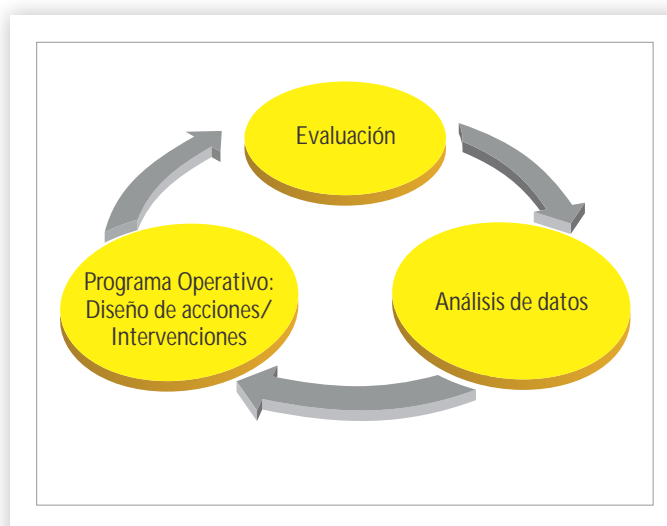 Evaluación
Programa Operativo:
Diseño de acciones/
Intervenciones
Análisis de datos